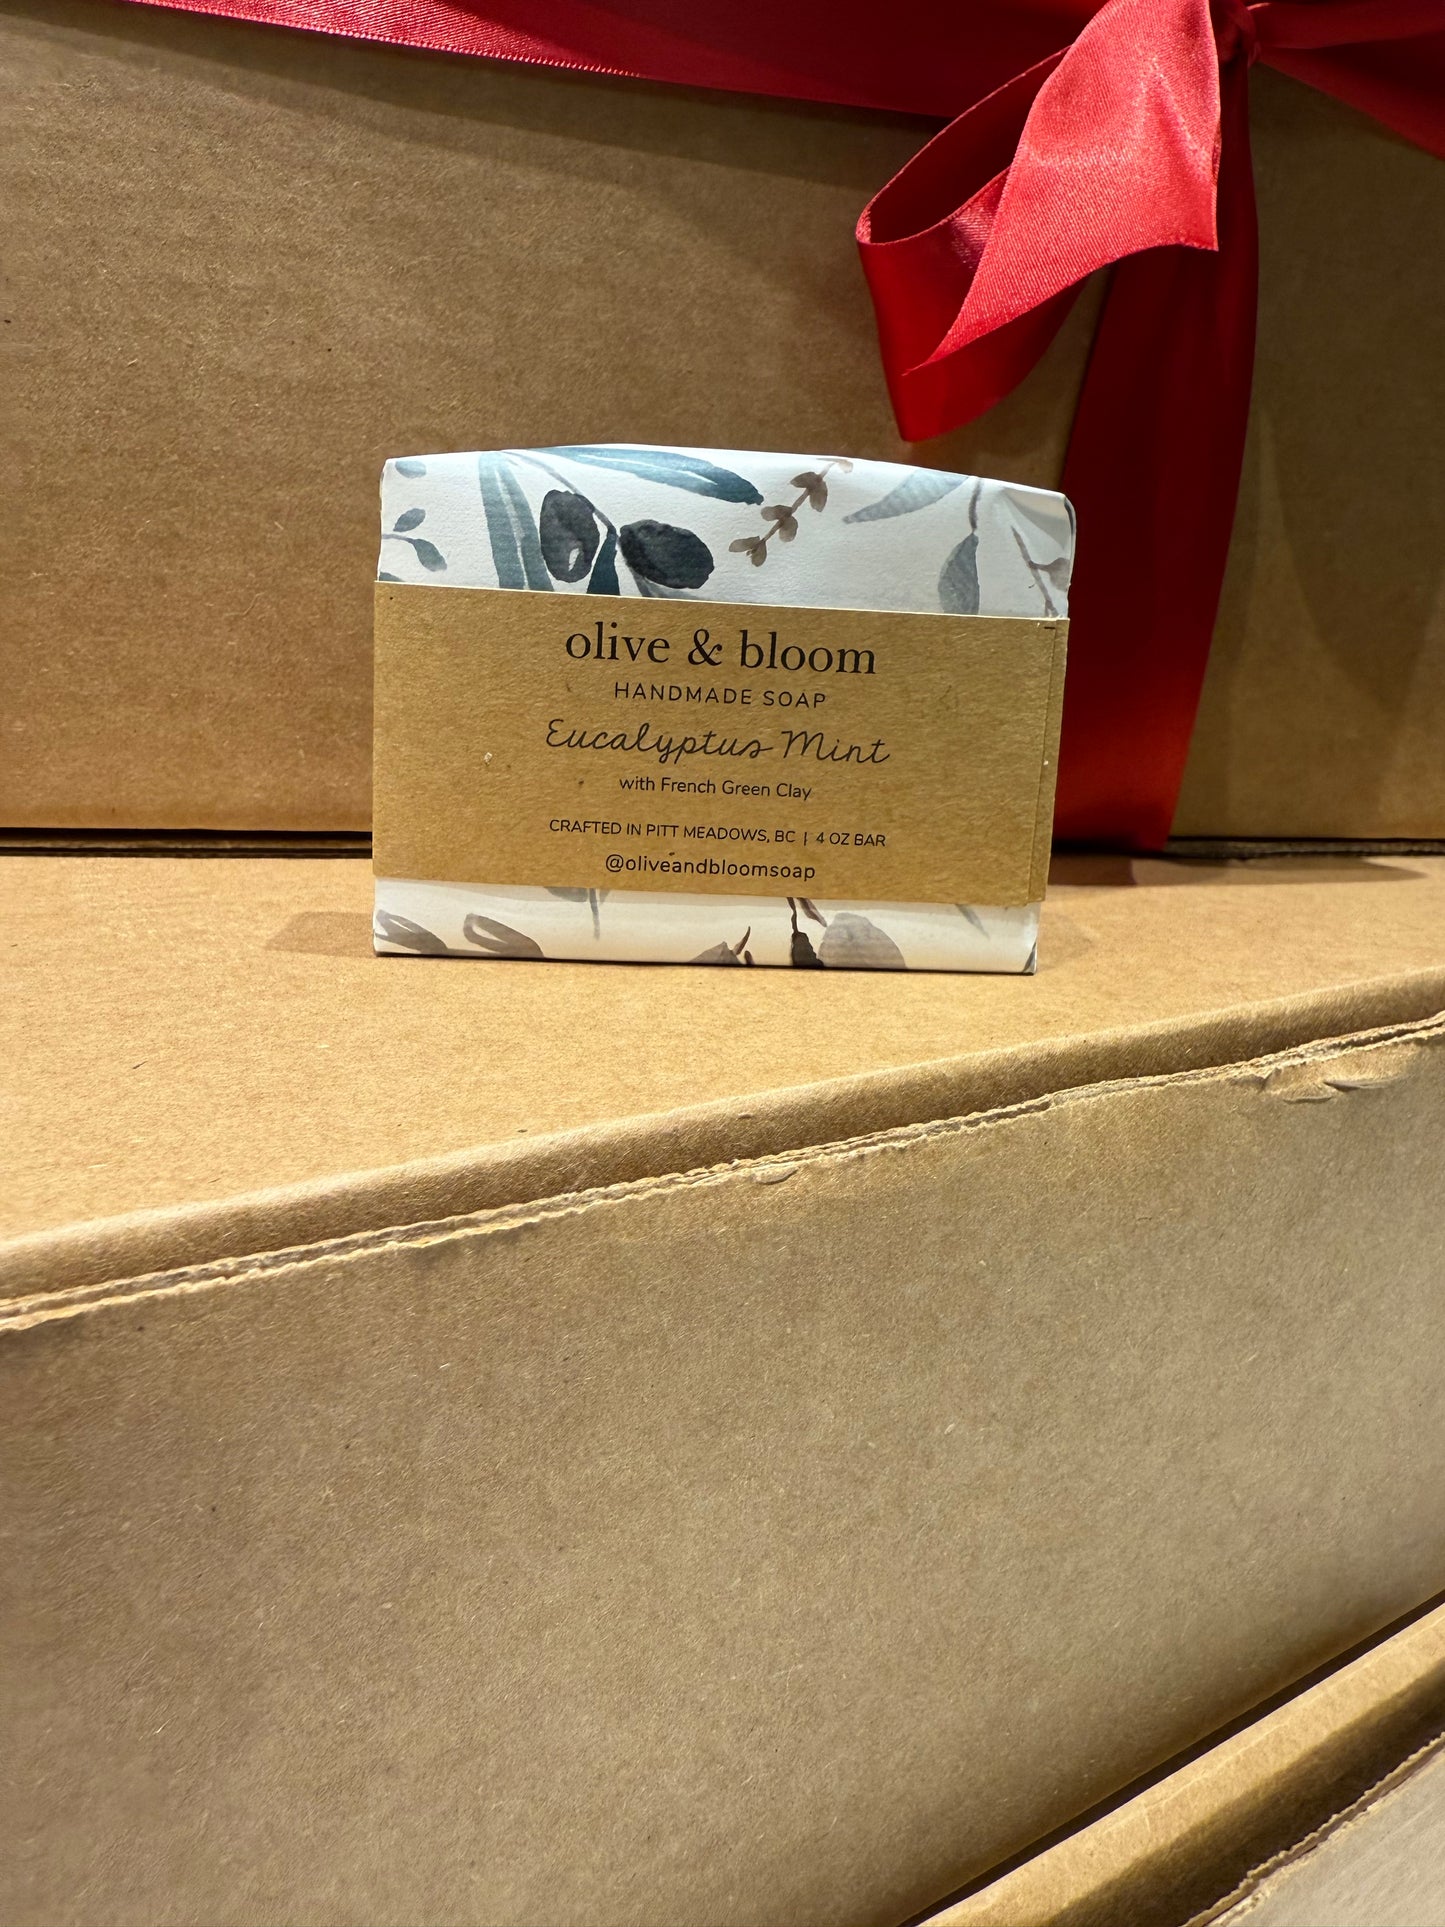 olive & bloom
HANDMADE SOAP
Eucalyptus Mint
with French Green Clay
CRAFTED IN PITT MEADOWS, BC | 4 OZ BAR
@oliveandbloomsoap